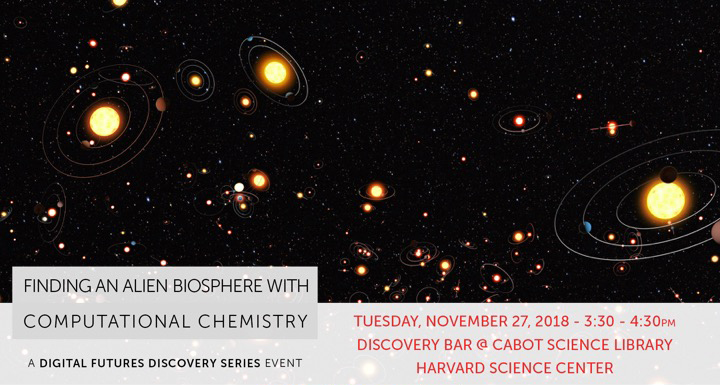 FINDING AN ALIEN BIOSPHERE WITH
COMPUTATIONAL CHEMISTRY
A DIGITAL FUTURES DISCOVERY SERIES EVENT
TUESDAY, NOVEMBER 27, 2018 - 3:30 - 4:30PM
DISCOVERY BAR @ CABOT SCIENCE LIBRARY
HARVARD SCIENCE CENTER